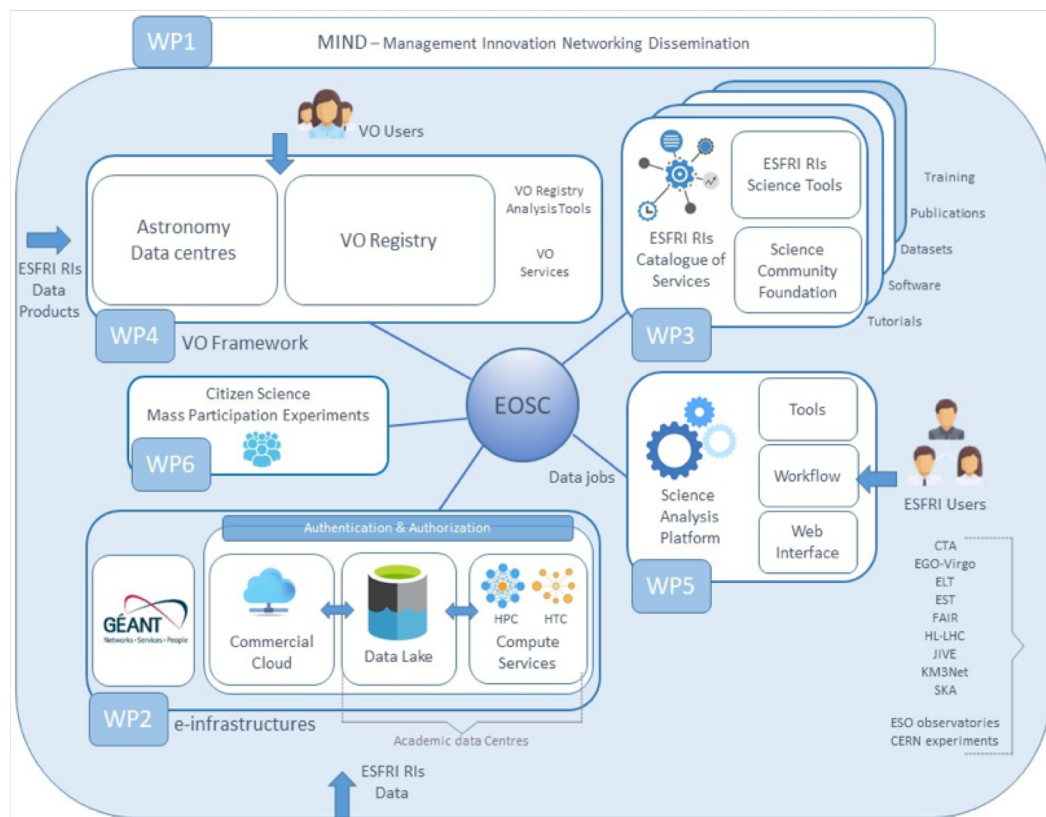 WP1
MIND – Management Innovation Networking Dissemination
VO Users
Astronomy
Data centres
VO Registry
VO Registry
AnalysisTools
VO
Services
ESFRI RIs
Data
Products
WP4
VO Framework
ESFRI RIs
Catalogue of
Services
ESFRI RIs
Science Tools
Science
Community
Foundation
WP3
Training
Publications
Datasets
Software
Tutorials
EOSC
Citizen Science
Mass Participation Experiments
WP6
Data jobs
Science
Analysis
Platform
Tools
Workflow
Web
Interface
WP5
ESFRI Users
CTA
EGO-Virgo
ELT
EST
FAIR
HL-LHC
JIVE
KM3Net
SKA
ESO observatories
CERN experiments
Authentication & Authorization
GÉANT
Networks • Services • People
Commercial
Cloud
Data Lake
HPC
HTC
Compute
Services
WP2
e-infrastructures
Academic data Centres
ESFRI RIs
Data